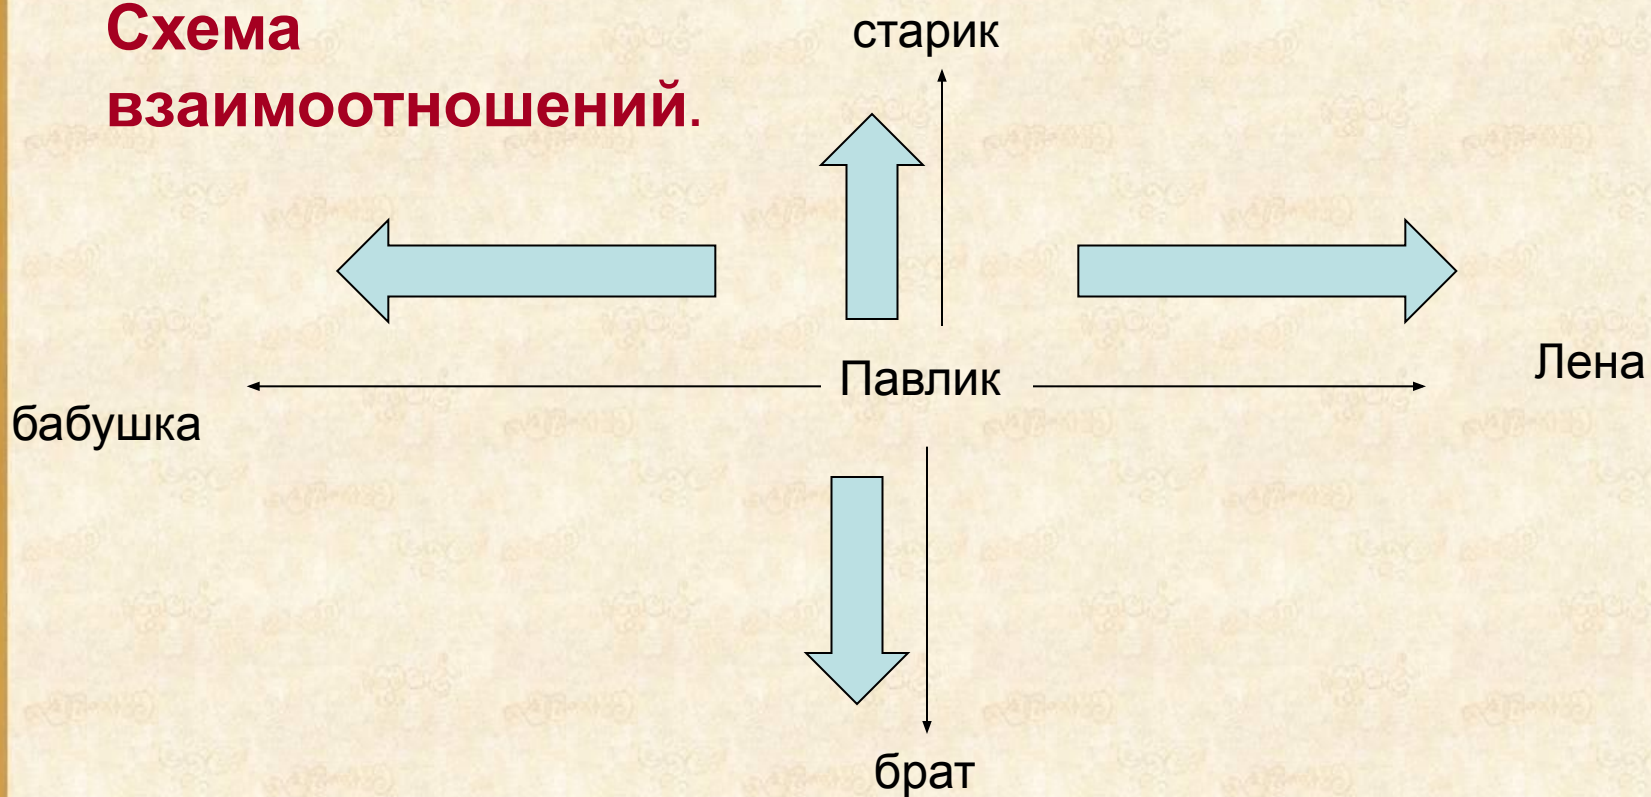 Схема
взаимоотношений.
старик
Павлик
Лена
бабушка
брат